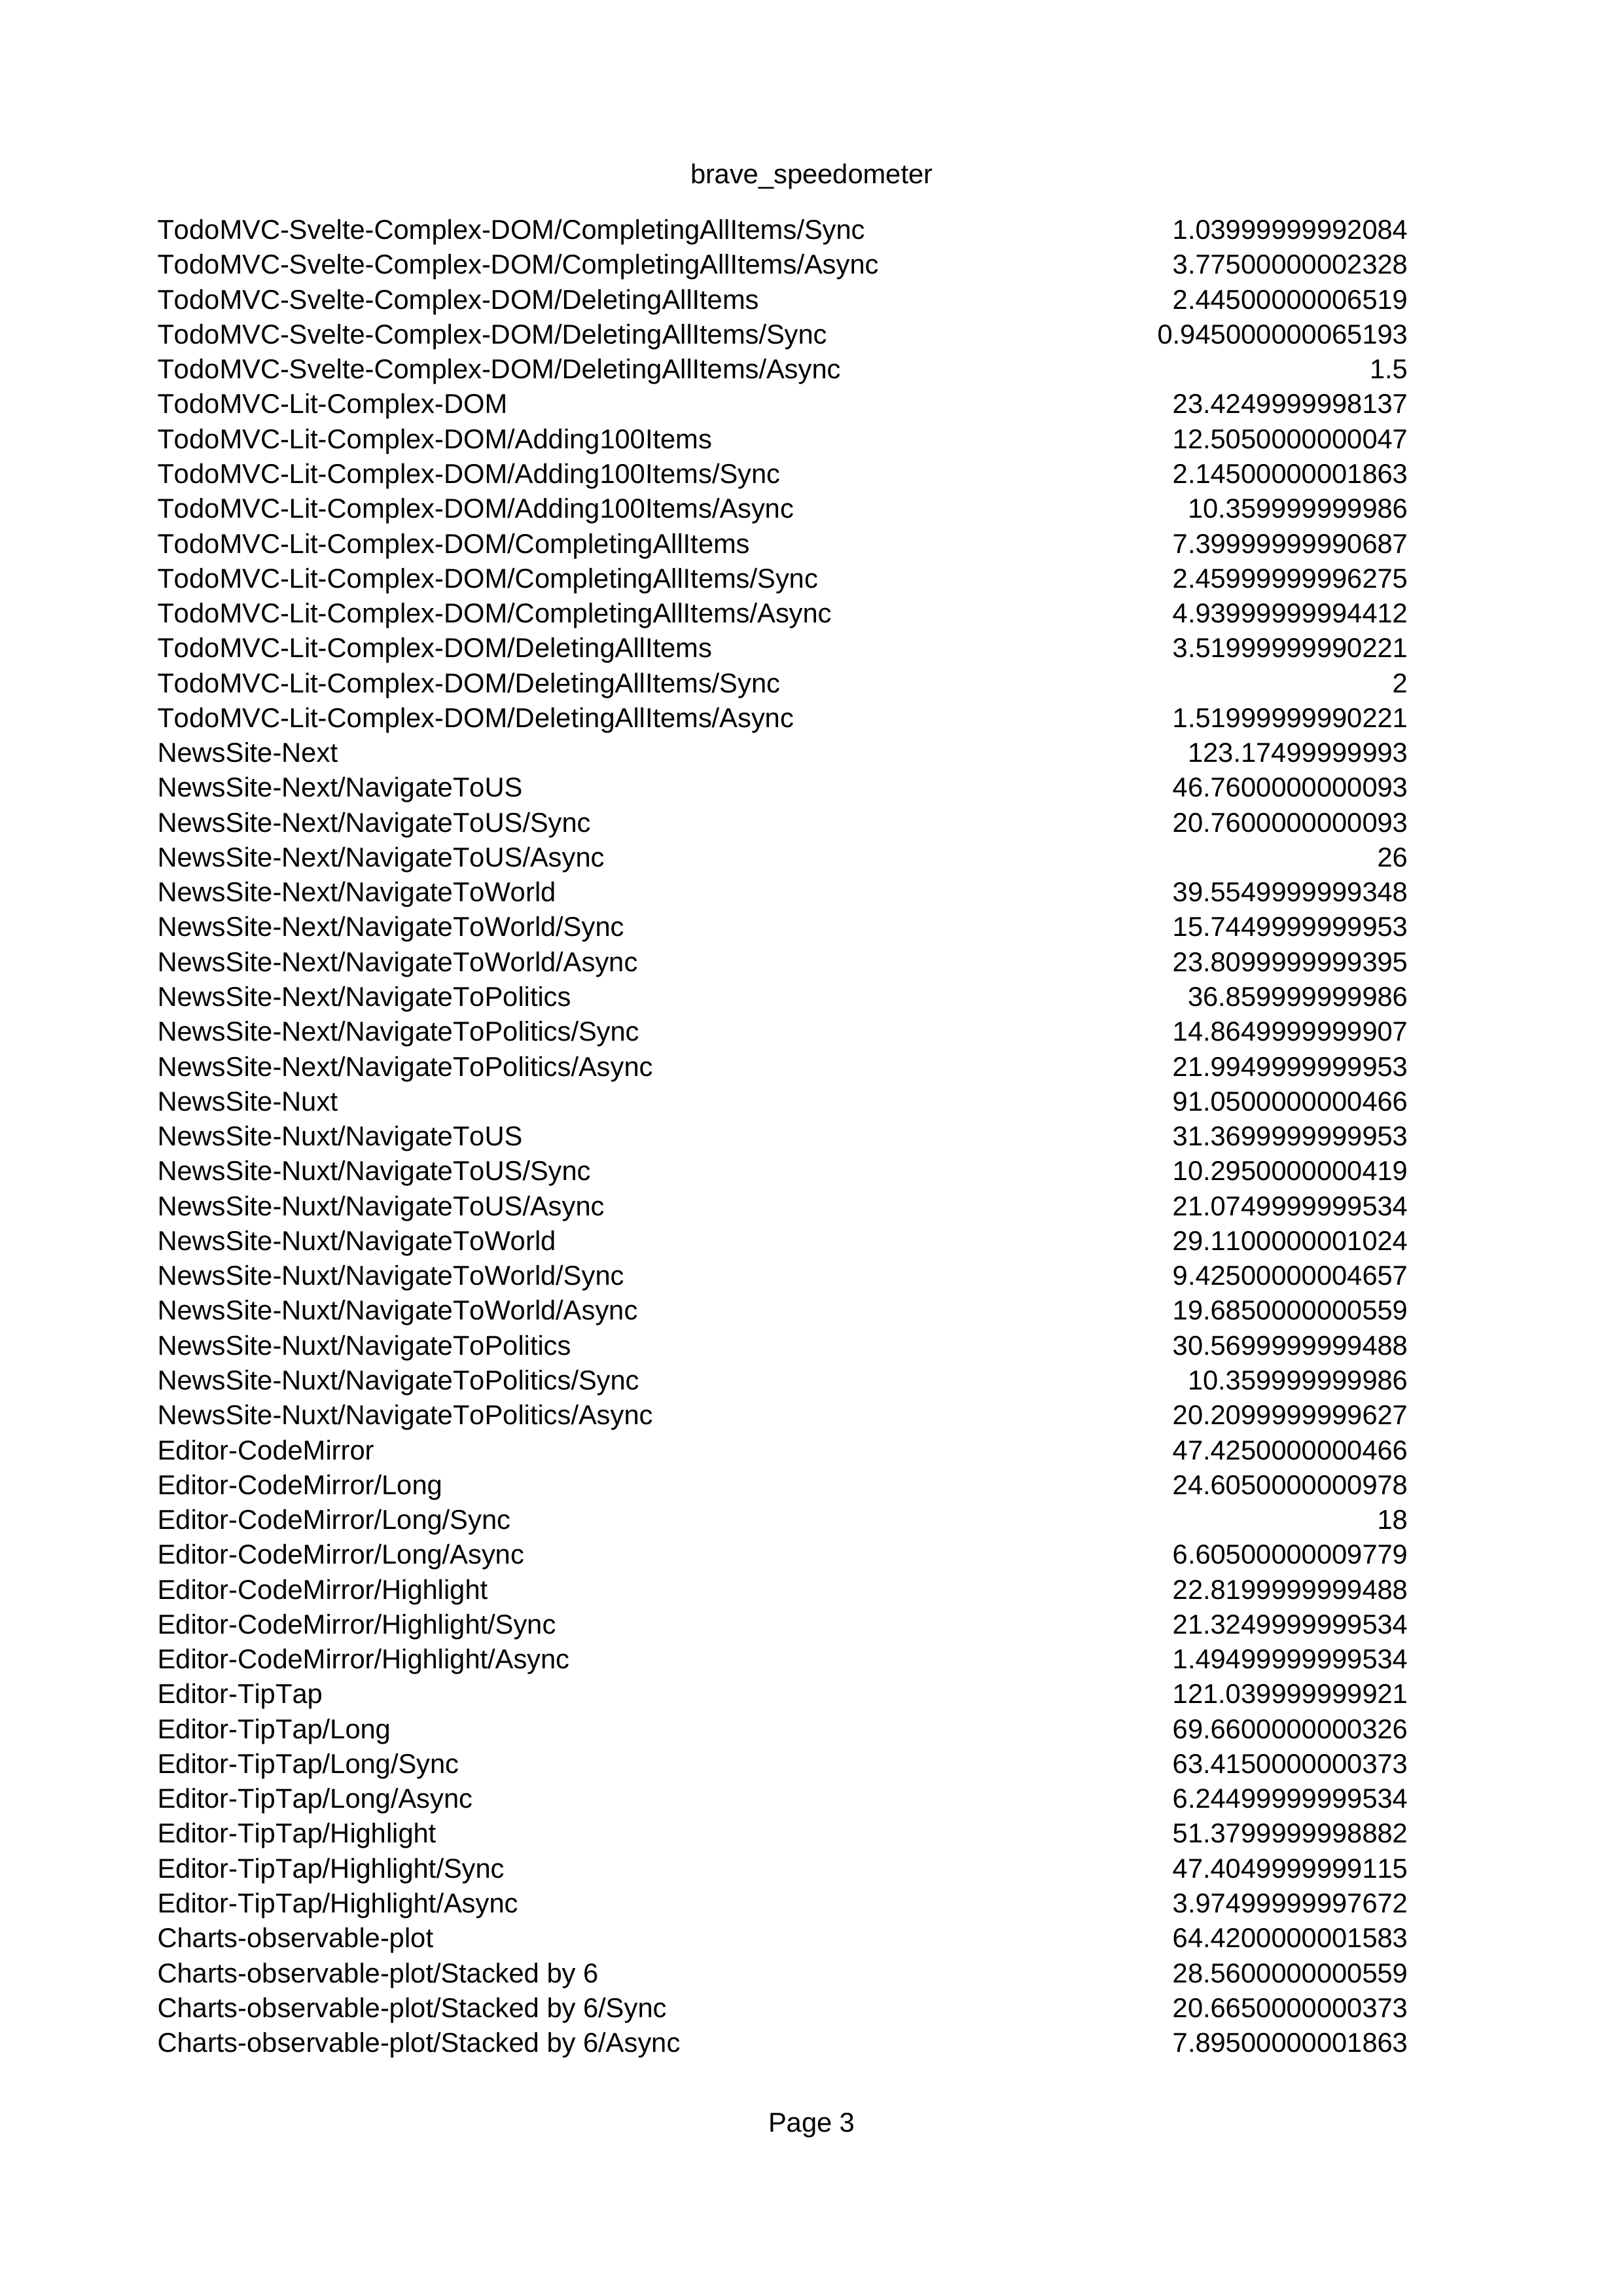 brave_speedometer
TodoMVC-Svelte-Complex-DOM/CompletingAllItems/Sync 1.03999999992084
TodoMVC-Svelte-Complex-DOM/CompletingAllItems/Async 3.77500000002328
TodoMVC-Svelte-Complex-DOM/DeletingAllItems 2.44500000006519
TodoMVC-Svelte-Complex-DOM/DeletingAllItems/Sync 0.945000000065193
TodoMVC-Svelte-Complex-DOM/DeletingAllItems/Async 1.5
TodoMVC-Lit-Complex-DOM 23.4249999998137
TodoMVC-Lit-Complex-DOM/Adding100Items 12.5050000000047
TodoMVC-Lit-Complex-DOM/Adding100Items/Sync 2.14500000001863
TodoMVC-Lit-Complex-DOM/Adding100Items/Async 10.359999999986
TodoMVC-Lit-Complex-DOM/CompletingAllItems 7.39999999990687
TodoMVC-Lit-Complex-DOM/CompletingAllItems/Sync 2.45999999996275
TodoMVC-Lit-Complex-DOM/CompletingAllItems/Async 4.93999999994412
TodoMVC-Lit-Complex-DOM/DeletingAllItems 3.51999999990221
TodoMVC-Lit-Complex-DOM/DeletingAllItems/Sync 2
TodoMVC-Lit-Complex-DOM/DeletingAllItems/Async 1.51999999990221
NewsSite-Next 123.17499999993
NewsSite-Next/NavigateToUS 46.7600000000093
NewsSite-Next/NavigateToUS/Sync 20.7600000000093
NewsSite-Next/NavigateToUS/Async 26
NewsSite-Next/NavigateToWorld 39.5549999999348
NewsSite-Next/NavigateToWorld/Sync 15.7449999999953
NewsSite-Next/NavigateToWorld/Async 23.8099999999395
NewsSite-Next/NavigateToPolitics 36.859999999986
NewsSite-Next/NavigateToPolitics/Sync 14.8649999999907
NewsSite-Next/NavigateToPolitics/Async 21.9949999999953
NewsSite-Nuxt 91.0500000000466
NewsSite-Nuxt/NavigateToUS 31.3699999999953
NewsSite-Nuxt/NavigateToUS/Sync 10.2950000000419
NewsSite-Nuxt/NavigateToUS/Async 21.0749999999534
NewsSite-Nuxt/NavigateToWorld 29.1100000001024
NewsSite-Nuxt/NavigateToWorld/Sync 9.42500000004657
NewsSite-Nuxt/NavigateToWorld/Async 19.6850000000559
NewsSite-Nuxt/NavigateToPolitics 30.5699999999488
NewsSite-Nuxt/NavigateToPolitics/Sync 10.359999999986
NewsSite-Nuxt/NavigateToPolitics/Async 20.2099999999627
Editor-CodeMirror 47.4250000000466
Editor-CodeMirror/Long 24.6050000000978
Editor-CodeMirror/Long/Sync 18
Editor-CodeMirror/Long/Async 6.60500000009779
Editor-CodeMirror/Highlight 22.8199999999488
Editor-CodeMirror/Highlight/Sync 21.3249999999534
Editor-CodeMirror/Highlight/Async 1.49499999999534
Editor-TipTap 121.039999999921
Editor-TipTap/Long 69.6600000000326
Editor-TipTap/Long/Sync 63.4150000000373
Editor-TipTap/Long/Async 6.24499999999534
Editor-TipTap/Highlight 51.3799999998882
Editor-TipTap/Highlight/Sync 47.4049999999115
Editor-TipTap/Highlight/Async 3.97499999997672
Charts-observable-plot 64.4200000001583
Charts-observable-plot/Stacked by 6 28.5600000000559
Charts-observable-plot/Stacked by 6/Sync 20.6650000000373
Charts-observable-plot/Stacked by 6/Async 7.89500000001863
Page 3